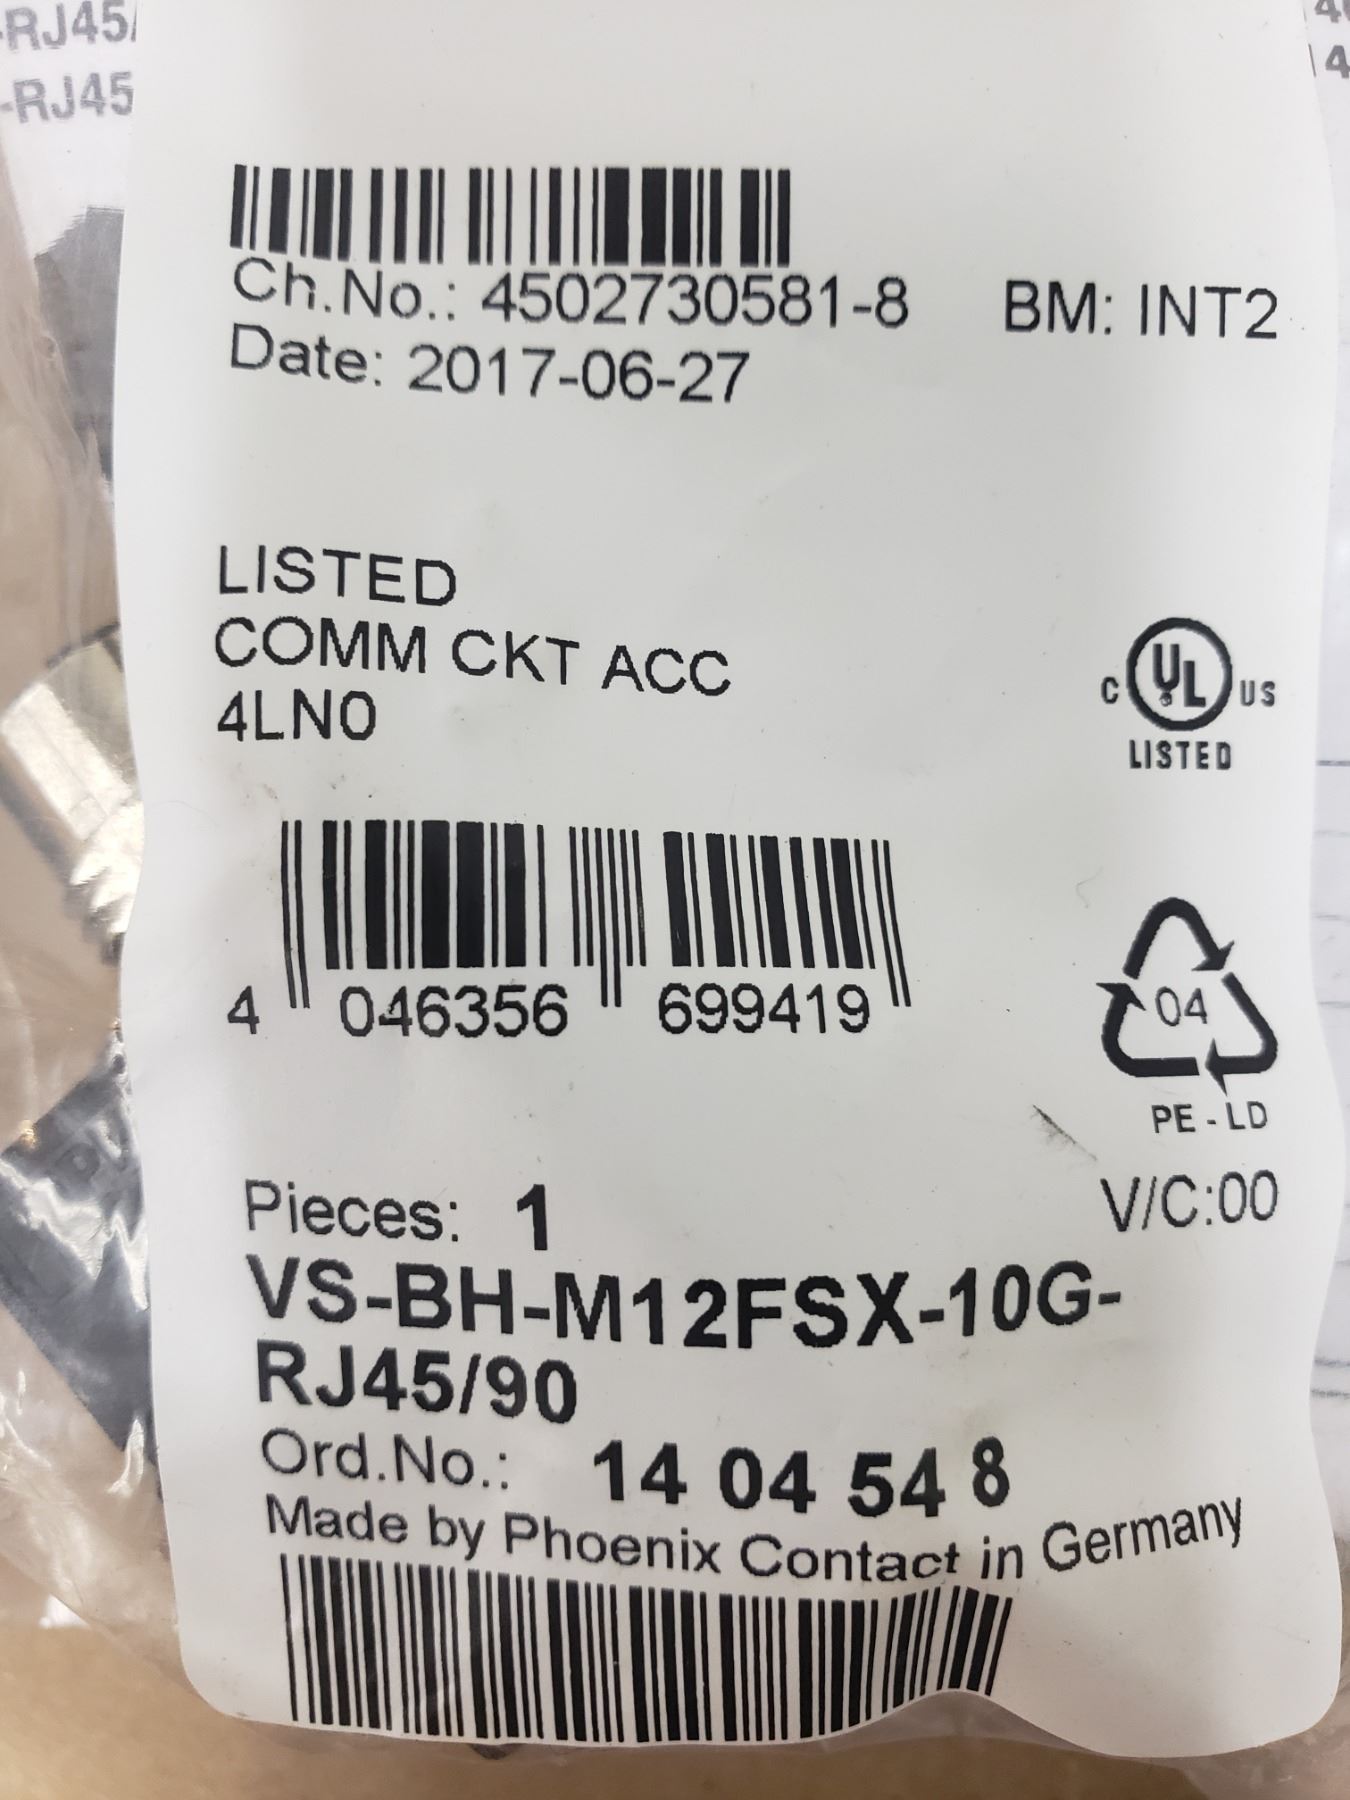 -RJ45/
-RJ45
Ch.No.: 4502730581-8 BM: INT2
Date: 2017-06-27
LISTED
COMM CKT ACC
4LN0
C UL US
LISTED
4 046356 699419
04
PE-LD
Pieces: 1 V/C:00
VS-BH-M12FSX-10G-
RJ45/90
Ord.No.: 14 04 54 8
Made by Phoenix Contact in Germany